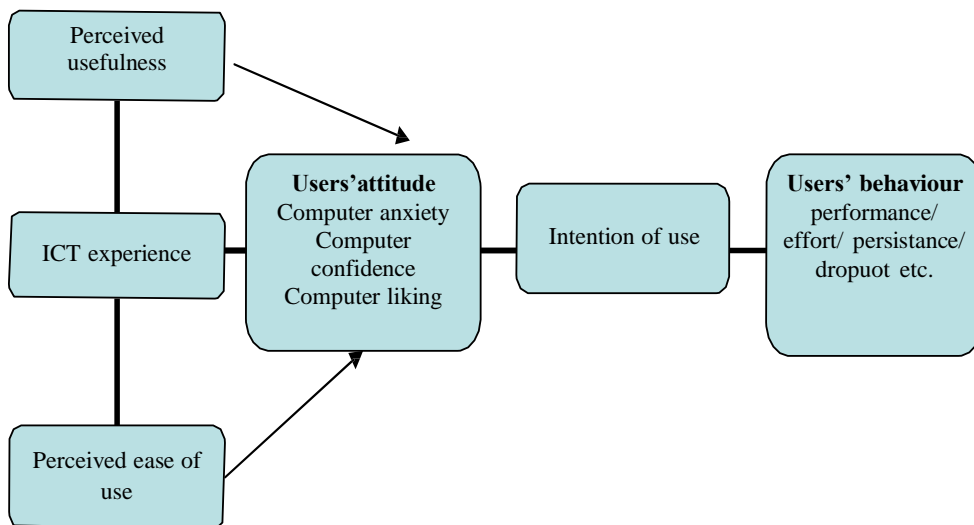 Perceived
usefulness
ICT experience
Perceived ease of
use
Users’attitude
Computer anxiety
Computer
confidence
Computer liking
Intention of use
Users’ behaviour
performance/
effort/ persistance/
dropuot etc.